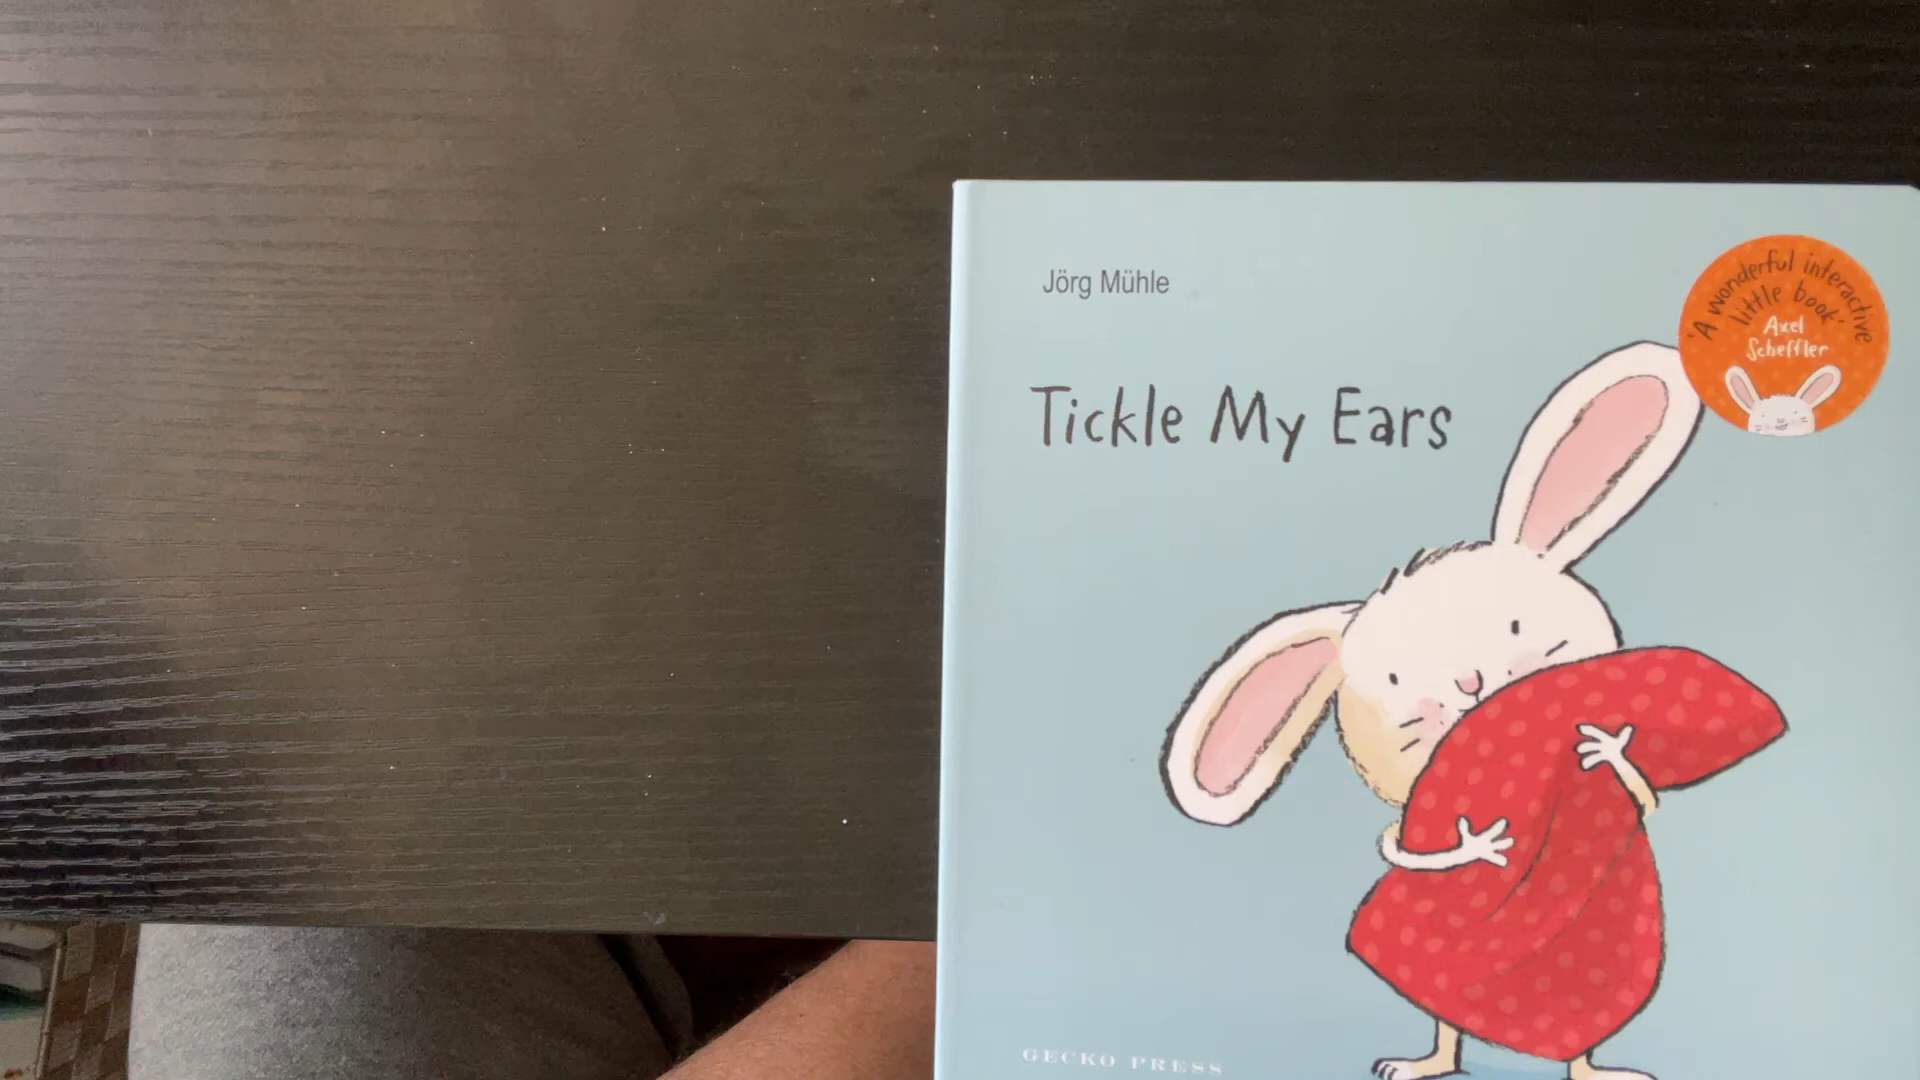 Jörg Mühle
'A wonderful interactive
little book'
Axel
Scheffler
Tickle My Ears
GECKO PRESS